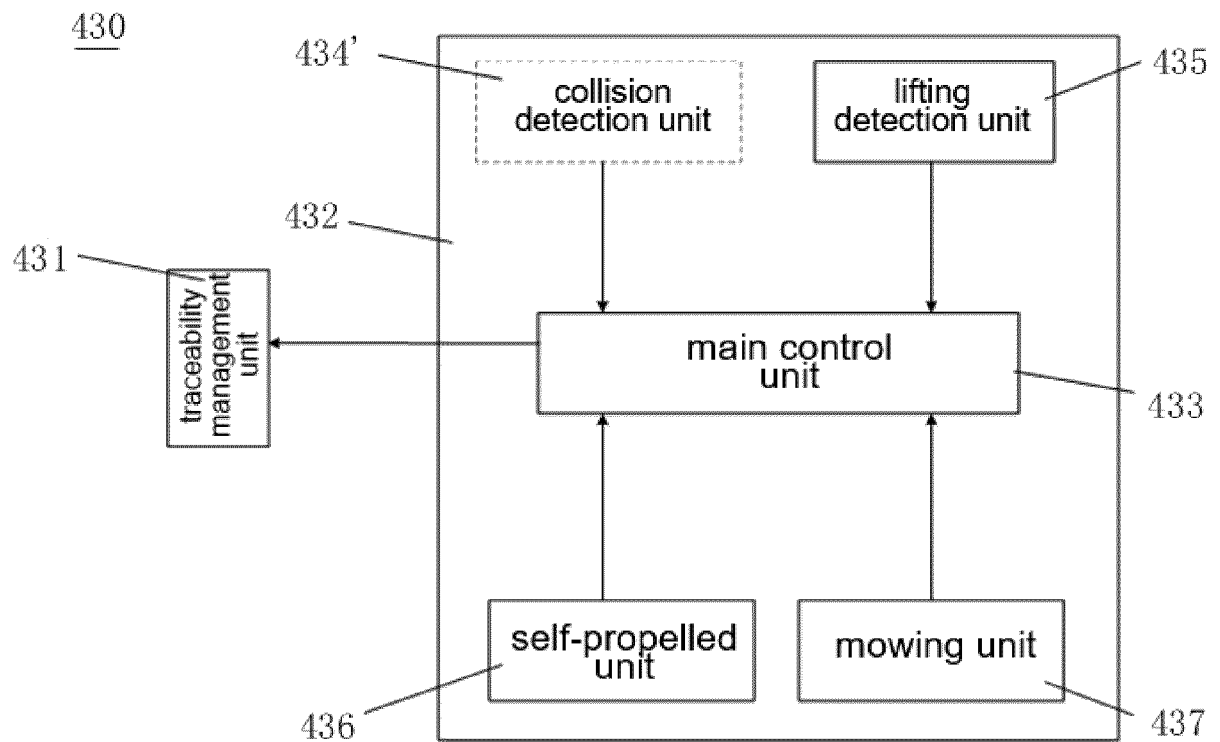 430
434'
collision
detection unit
lifting
detection unit
435
432
431
traceability
management
unit
main control
unit
433
self-propelled
unit
mowing unit
436
437